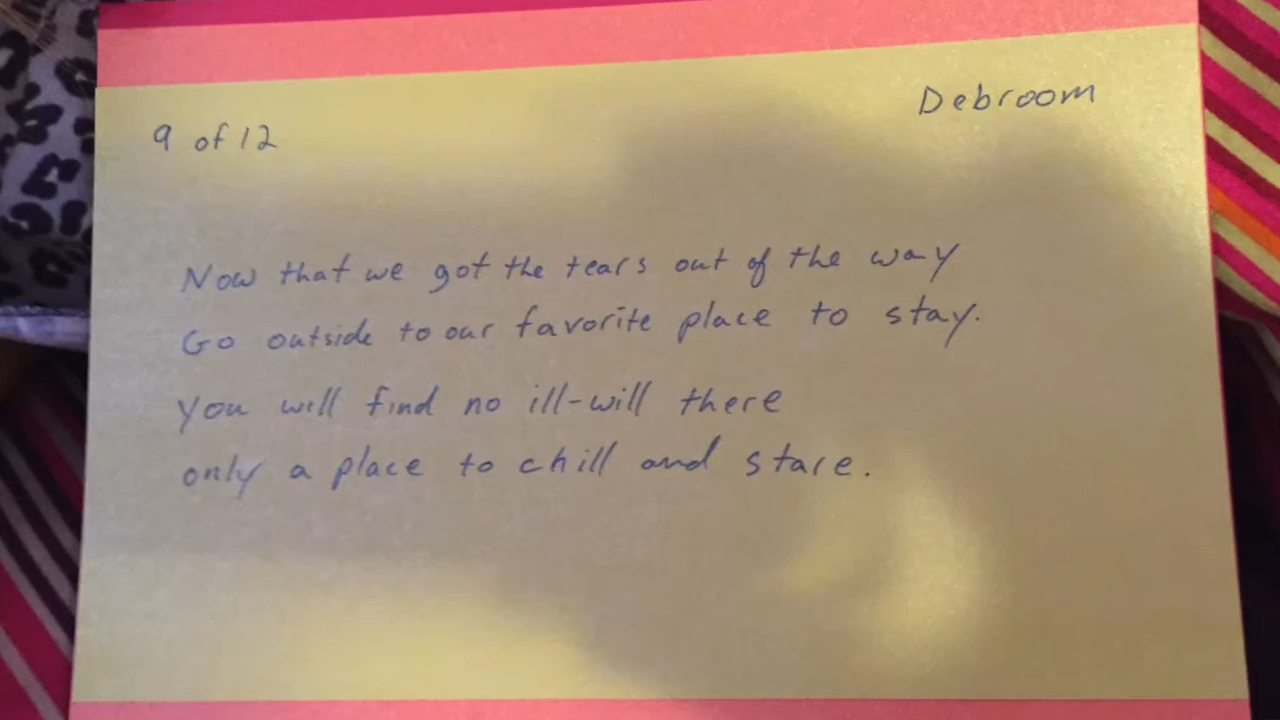 Debroom
9 of 12
Now that we got the tears out of the way
Go outside to our favorite place to stay.
You will find no ill-will there
only a place to chill and stare.